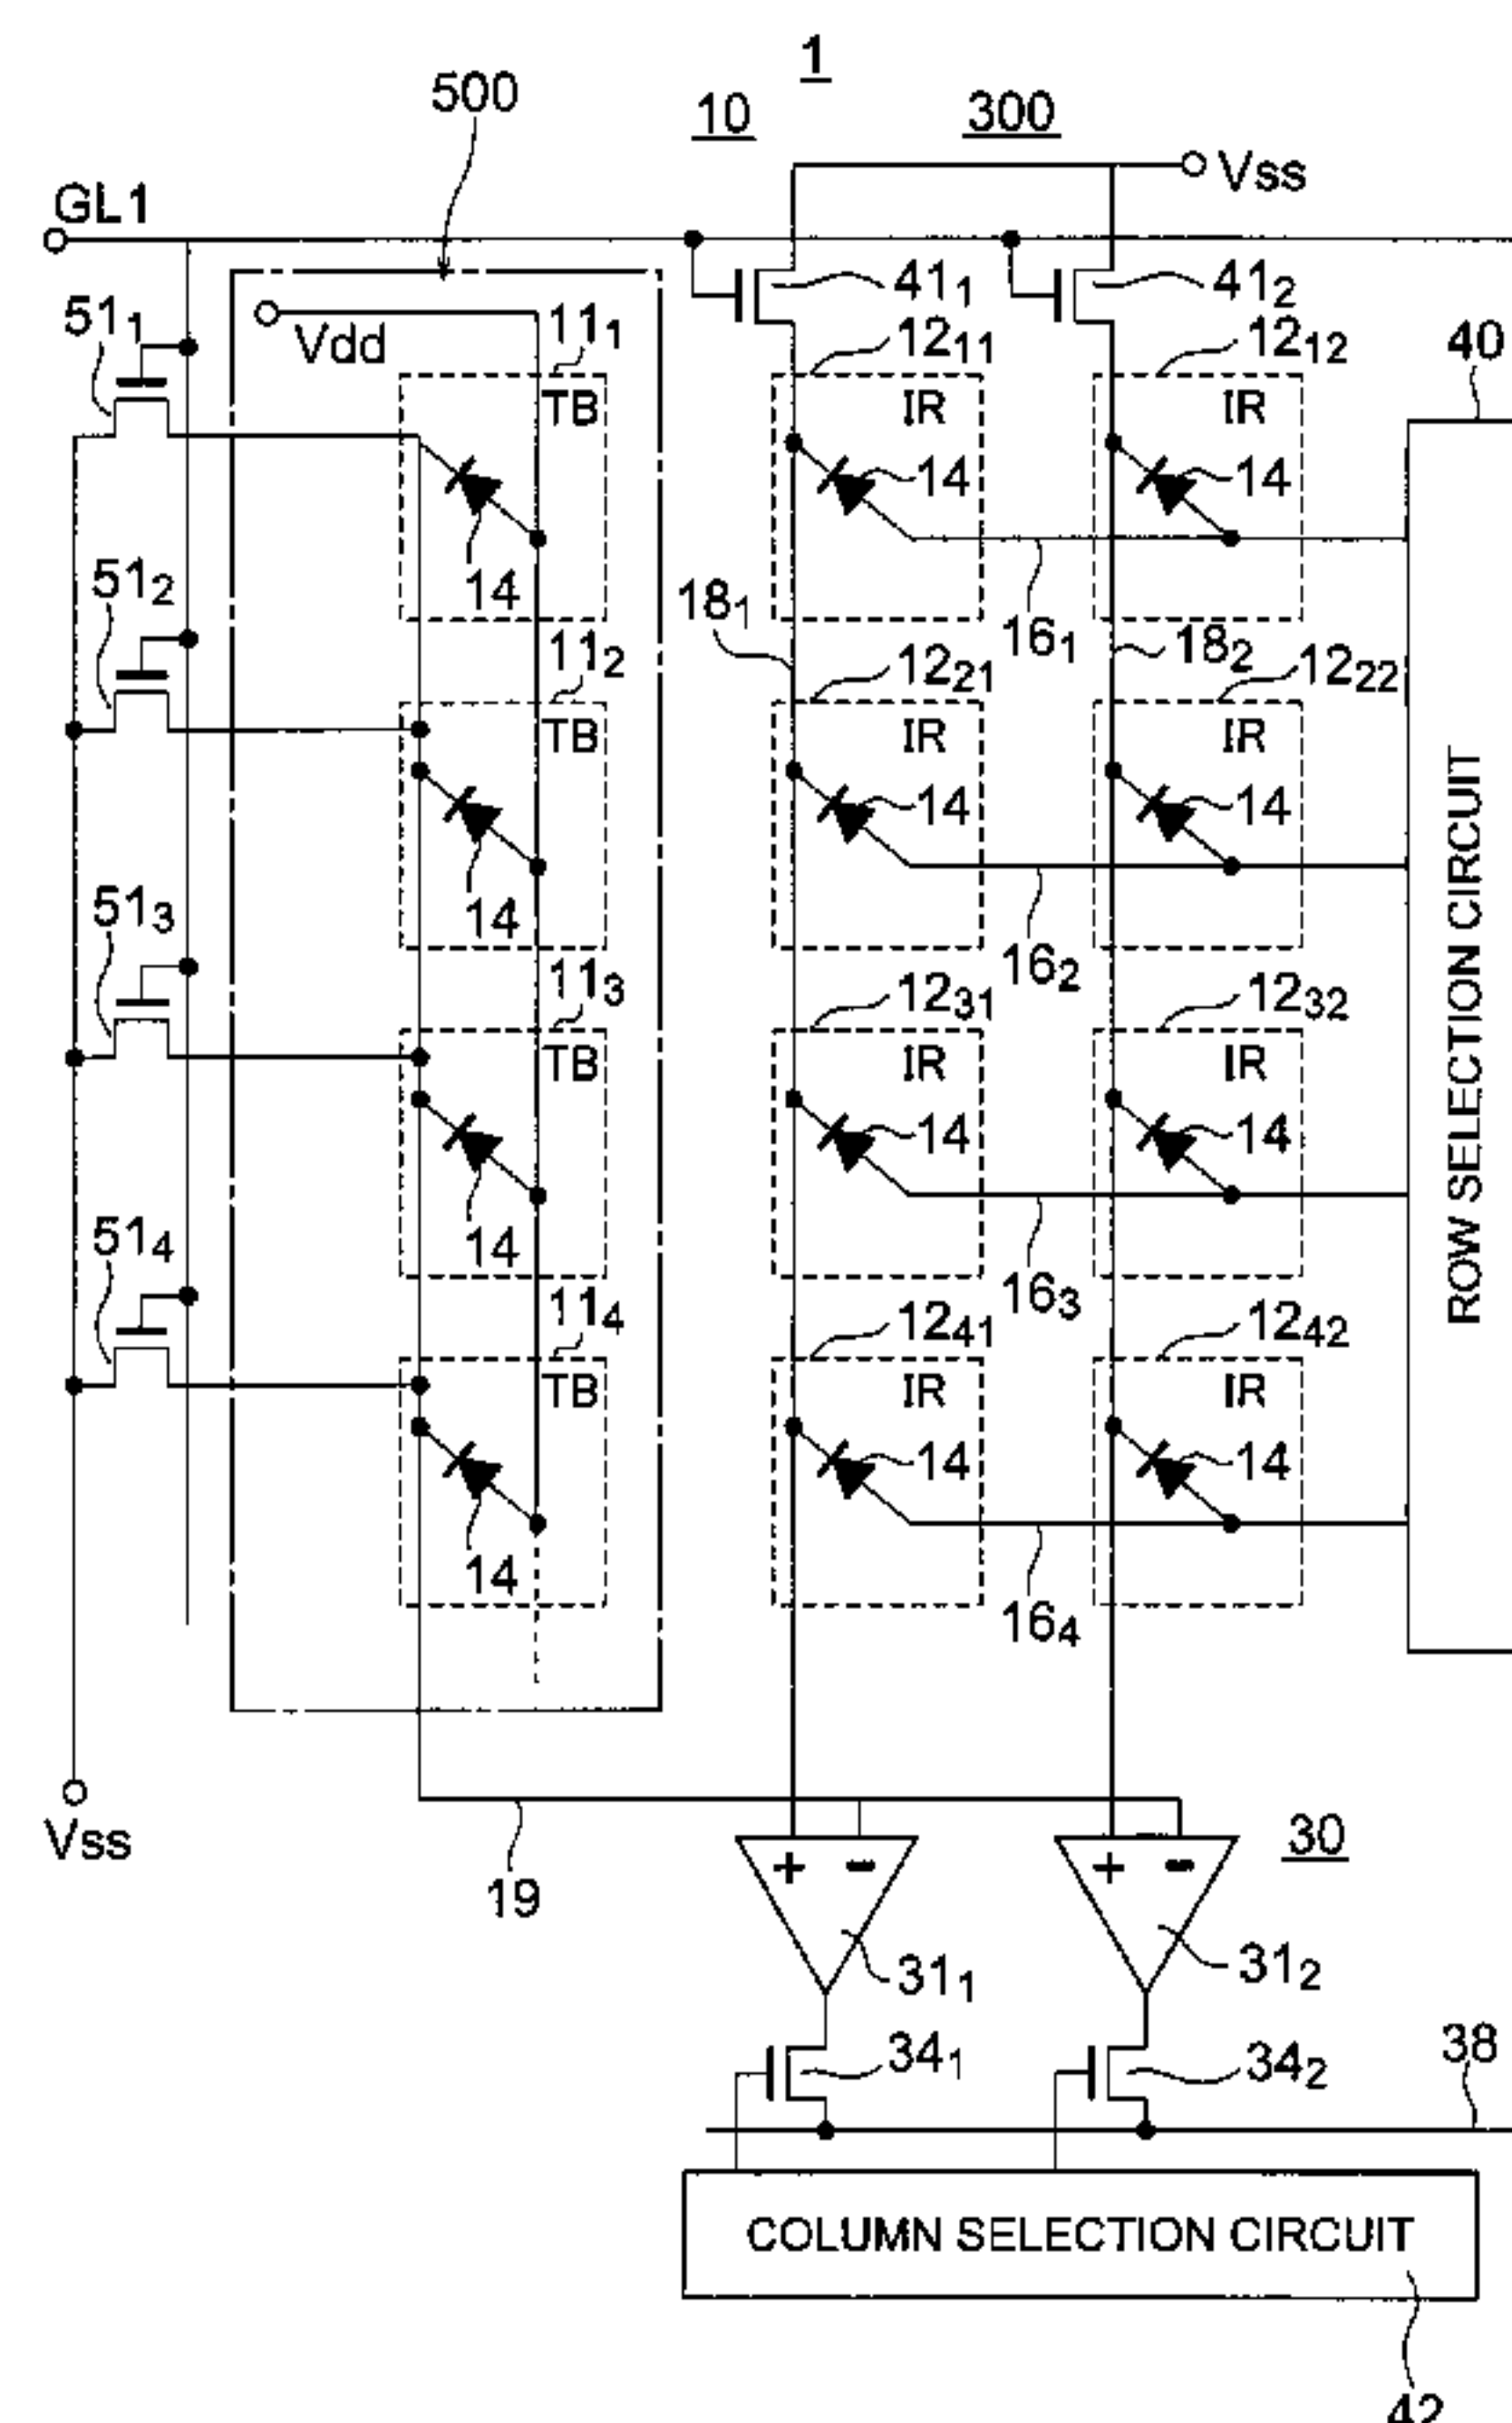 1
500
10
300
Vss
GL1
41₁
41₂
51₁
Vdd
11₁
12₁₁
12₁₂
40
TB
IR
IR
14
14
14
51₂
18₁
16₁
18₂
11₂
12₂₁
12₂₂
TB
IR
IR
14
14
14
ROW SELECTION CIRCUIT
51₃
16₂
11₃
12₃₁
12₃₂
TB
IR
IR
14
14
14
51₄
16₃
11₄
12₄₁
12₄₂
TB
IR
IR
14
14
14
16₄
Vss
30
+ −
+ −
19
31₁
31₂
34₁
34₂
38
COLUMN SELECTION CIRCUIT
42